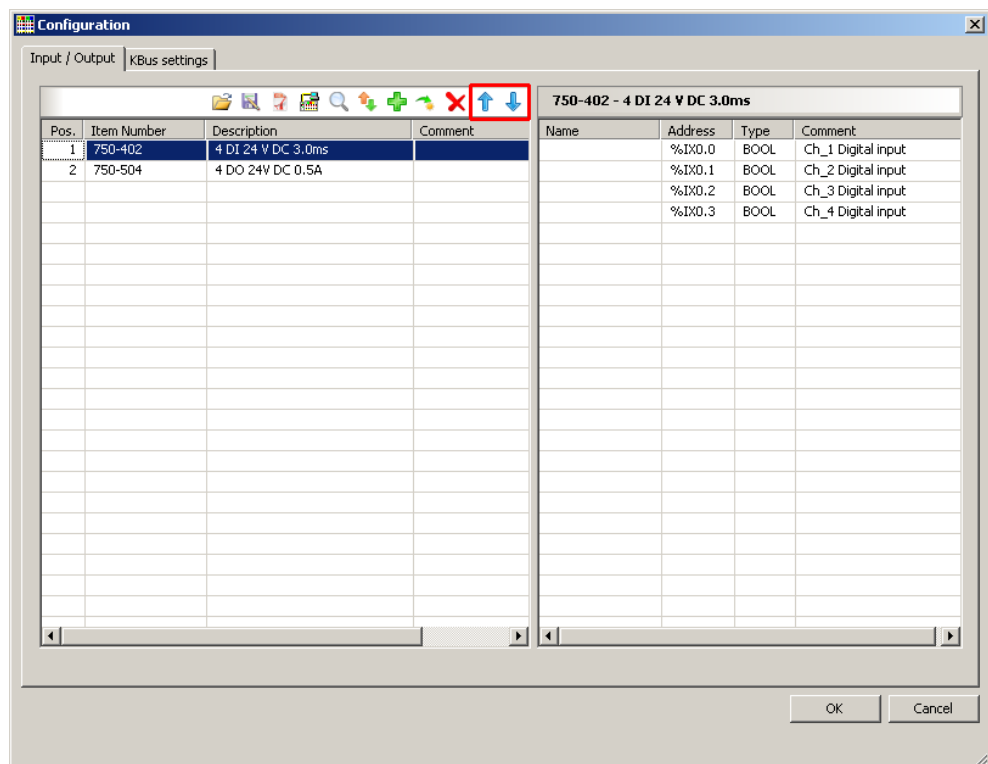 Configuration
Input / Output KBus settings
750-402 - 4 DI 24 V DC 3.0ms
Pos. Item Number Description Comment Name Address Type Comment
1 750-402 4 DI 24 V DC 3.0ms %IX0.0 BOOL Ch_1 Digital input
2 750-504 4 DO 24V DC 0.5A %IX0.1 BOOL Ch_2 Digital input
%IX0.2 BOOL Ch_3 Digital input
%IX0.3 BOOL Ch_4 Digital input
OK Cancel